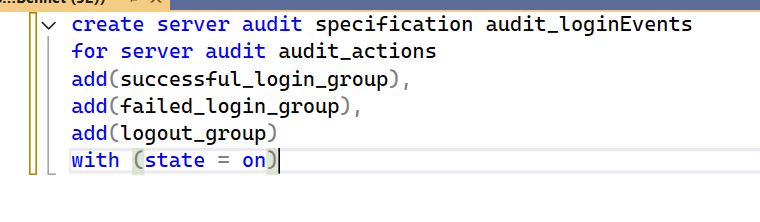 create server audit specification audit_loginEvents
for server audit audit_actions
add(successful_login_group),
add(failed_login_group),
add(logout_group)
with (state = on)